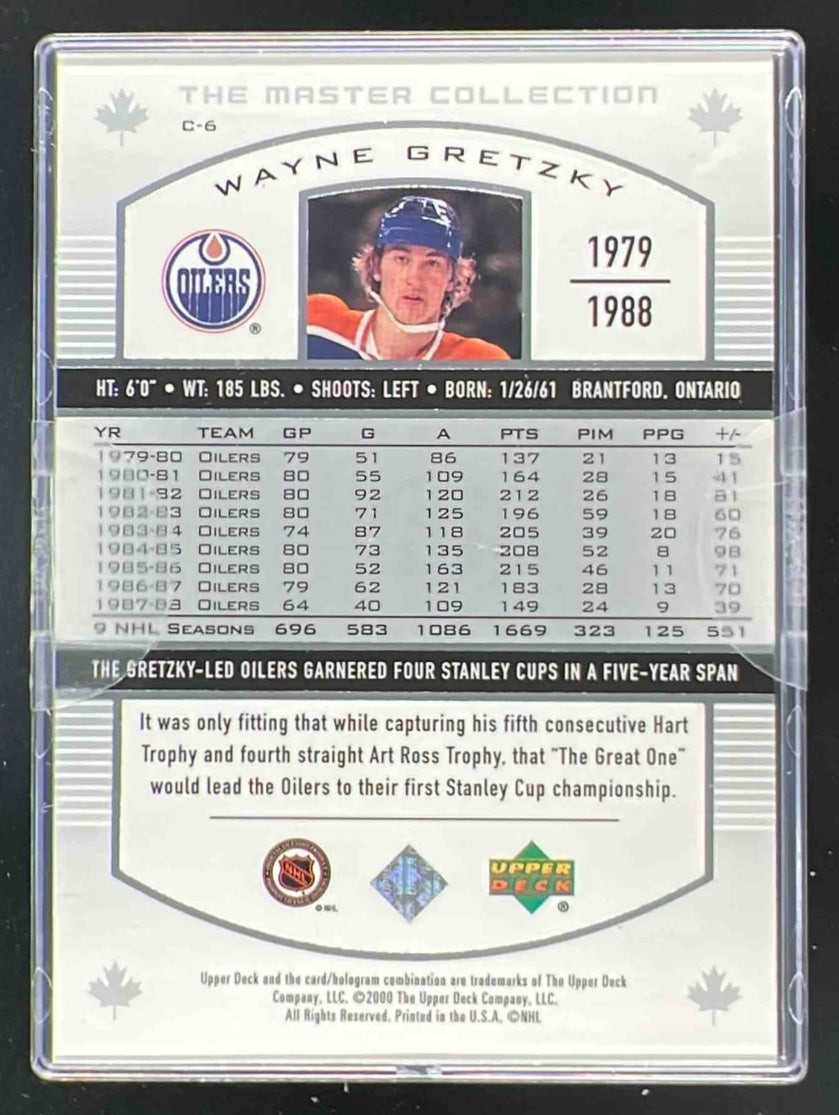 THE MASTER COLLECTION
C-6
WAYNE GRETZKY
OILERS
®
1979
1988
HT: 6'0" • WT: 185 LBS. • SHOOTS: LEFT • BORN: 1/26/61 BRANTFORD, ONTARIO
YR TEAM GP G A PTS PIM PPG +/-
1979-80 OILERS 79 51 86 137 21 13 15
1980-81 OILERS 80 55 109 164 28 15 41
1981-82 OILERS 80 92 120 212 26 18 81
1982-83 OILERS 80 71 125 196 59 18 60
1983-84 OILERS 74 87 118 205 39 20 76
1984-85 OILERS 80 73 135 208 52 8 98
1985-86 OILERS 80 52 163 215 46 11 71
1986-87 OILERS 79 62 121 183 28 13 70
1987-88 OILERS 64 40 109 149 24 9 39
9 NHL SEASONS 696 583 1086 1669 323 125 551
THE GRETZKY-LED OILERS GARNERED FOUR STANLEY CUPS IN A FIVE-YEAR SPAN
It was only fitting that while capturing his fifth consecutive Hart
Trophy and fourth straight Art Ross Trophy, that "The Great One"
would lead the Oilers to their first Stanley Cup championship.
NHL
© NHL
UPPER
DECK
®
Upper Deck and the card/hologram combination are trademarks of The Upper Deck
Company, LLC. ©2000 The Upper Deck Company, LLC.
All Rights Reserved. Printed in the U.S.A. ©NHL